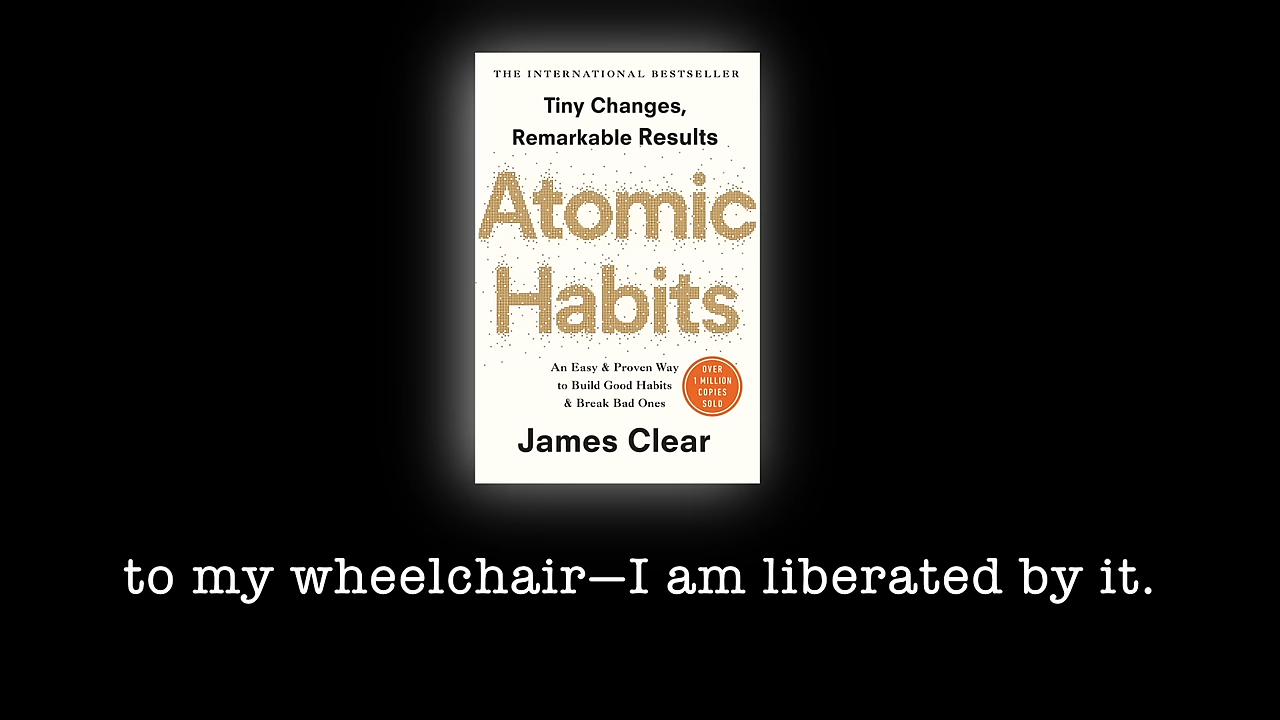 THE INTERNATIONAL BESTSELLER
Tiny Changes,
Remarkable Results
Atomic
Habits
An Easy & Proven Way
to Build Good Habits
& Break Bad Ones
OVER
1 MILLION
COPIES
SOLD
James Clear
to my wheelchair—I am liberated by it.